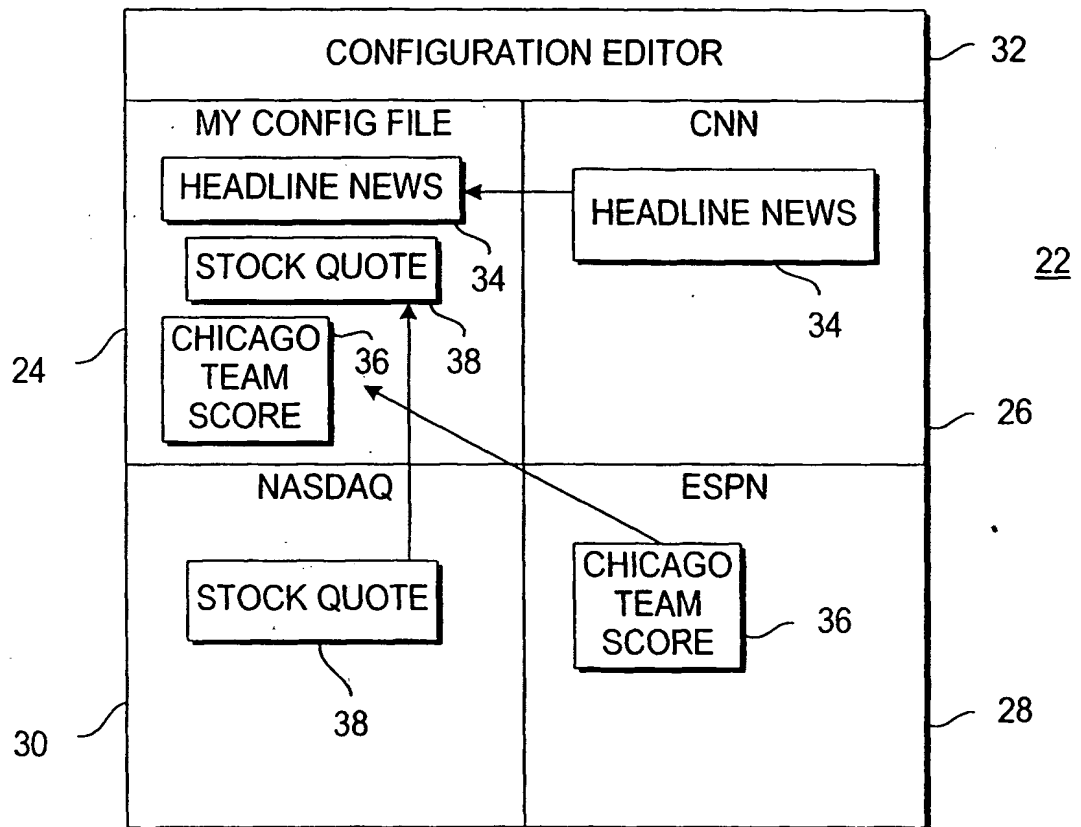 CONFIGURATION EDITOR
32
MY CONFIG FILE
CNN
HEADLINE NEWS
HEADLINE NEWS
34
34
22
STOCK QUOTE
38
CHICAGO
TEAM
SCORE
36
24
26
NASDAQ
ESPN
STOCK QUOTE
38
CHICAGO
TEAM
SCORE
36
30
28